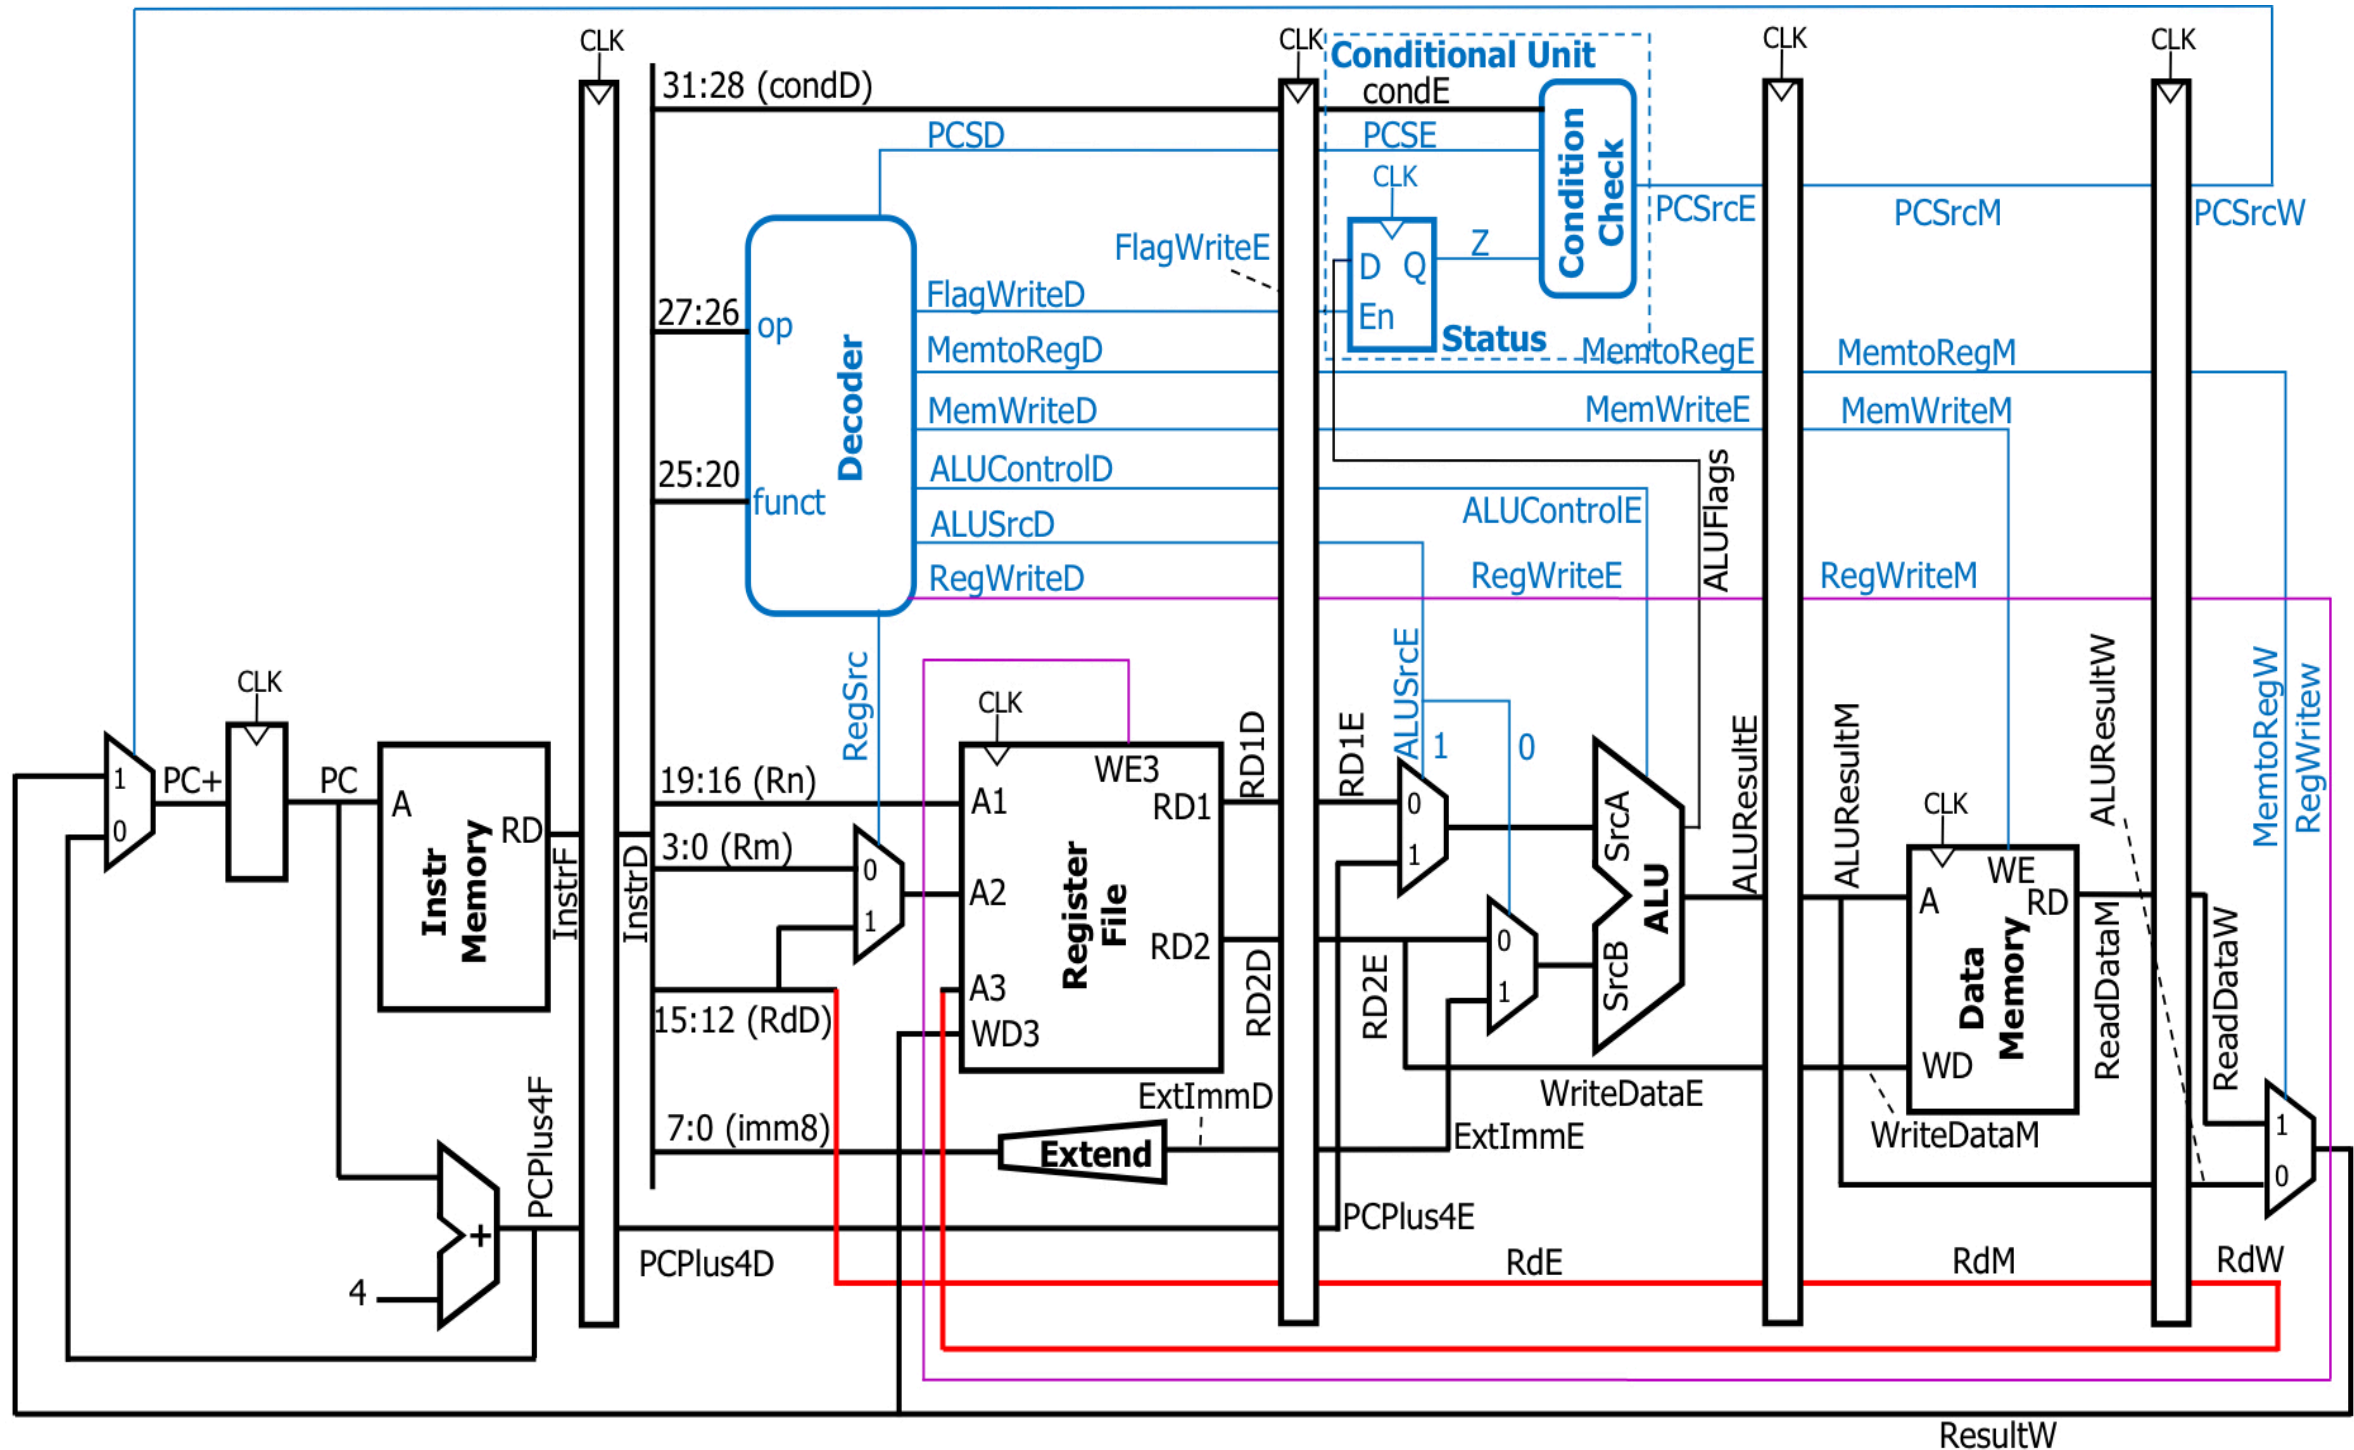 CLK
CLK
CLK
CLK
Conditional Unit
31:28 (condD)
condE
PCSD
PCSE
CLK
Condition
Check
PCSrcE
PCSrcM
PCSrcW
FlagWriteE
Z
D
Q
En
Status
27:26
op
FlagWriteD
Decoder
MemtoRegD
MemtoRegE
MemtoRegM
MemWriteD
MemWriteE
MemWriteM
25:20
funct
ALUControlD
ALUControlE
ALUFlags
ALUSrcD
RegWriteD
RegWriteE
RegWriteM
RegSrc
ALUSrcE
1
0
ALUResultW
MemtoRegW
RegWritew
CLK
CLK
1
0
PC+
PC
A
RD
Instr
Memory
InstrF
InstrD
19:16 (Rn)
3:0 (Rm)
0
1
15:12 (RdD)
A1
A2
A3
WD3
WE3
RD1
RD2
Register
File
RD1D
RD1E
RD2D
RD2E
0
1
0
1
SrcA
SrcB
ALU
ALUResultE
ALUResultM
CLK
WE
A
RD
Data
Memory
WD
ReadDataM
ReadDataW
WriteDataE
WriteDataM
1
0
7:0 (imm8)
Extend
ExtImmD
ExtImmE
PCPlus4F
+
4
PCPlus4D
PCPlus4E
RdE
RdM
RdW
ResultW